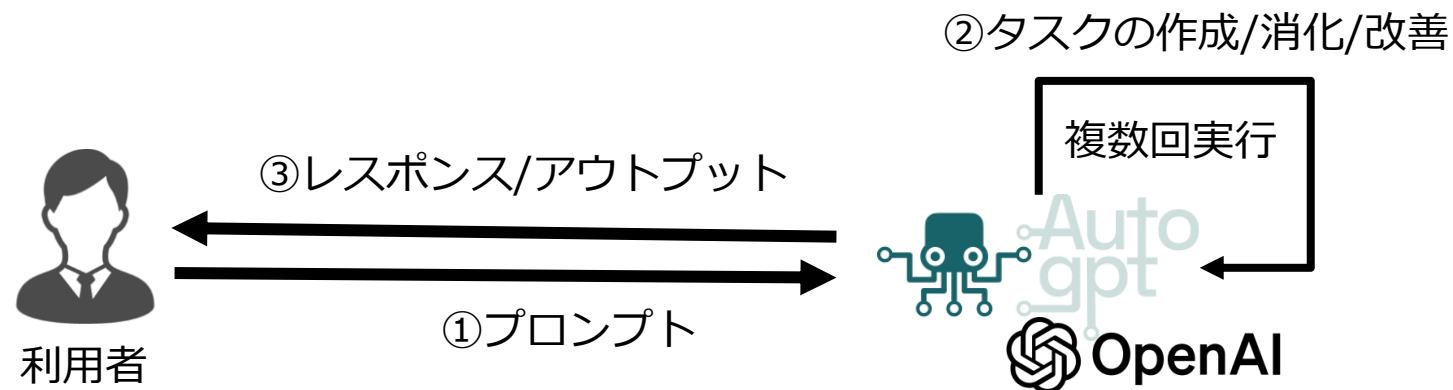 ②タスクの作成/消化/改善
複数回実行
③レスポンス/アウトプット
Auto
gpt
①プロンプト
OpenAI
利用者